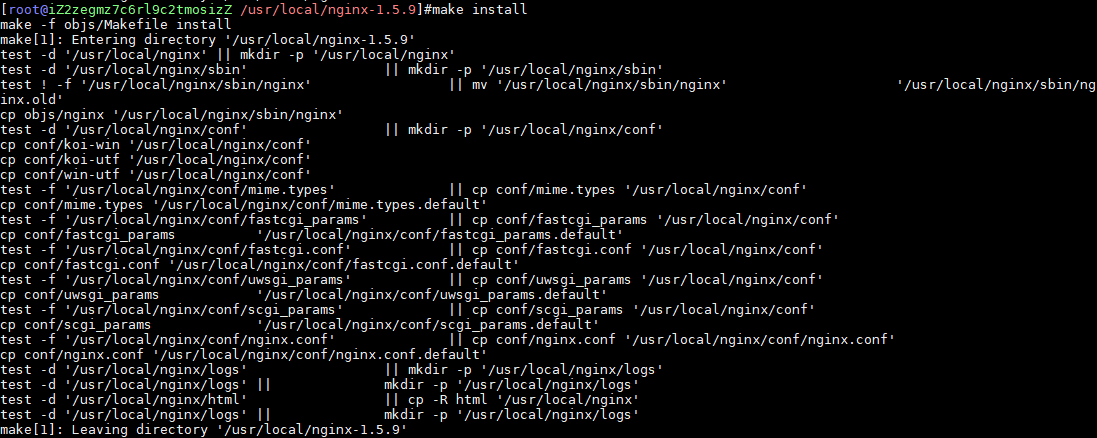 [root@iZ2zegmz7c6rl9c2tmosizZ /usr/local/nginx-1.5.9]#make install
make -f objs/Makefile install
make[1]: Entering directory '/usr/local/nginx-1.5.9'
test -d '/usr/local/nginx' || mkdir -p '/usr/local/nginx'
test -d '/usr/local/nginx/sbin'                 || mkdir -p '/usr/local/nginx/sbin'
test ! -f '/usr/local/nginx/sbin/nginx'                 || mv '/usr/local/nginx/sbin/nginx'                     '/usr/local/nginx/sbin/ng
inx.old'
cp objs/nginx '/usr/local/nginx/sbin/nginx'
test -d '/usr/local/nginx/conf'                 || mkdir -p '/usr/local/nginx/conf'
cp conf/koi-win '/usr/local/nginx/conf'
cp conf/koi-utf '/usr/local/nginx/conf'
cp conf/win-utf '/usr/local/nginx/conf'
test -f '/usr/local/nginx/conf/mime.types'              || cp conf/mime.types '/usr/local/nginx/conf'
cp conf/mime.types '/usr/local/nginx/conf/mime.types.default'
test -f '/usr/local/nginx/conf/fastcgi_params'          || cp conf/fastcgi_params '/usr/local/nginx/conf'
cp conf/fastcgi_params          '/usr/local/nginx/conf/fastcgi_params.default'
test -f '/usr/local/nginx/conf/fastcgi.conf'            || cp conf/fastcgi.conf '/usr/local/nginx/conf'
cp conf/fastcgi.conf '/usr/local/nginx/conf/fastcgi.conf.default'
test -f '/usr/local/nginx/conf/uwsgi_params'            || cp conf/uwsgi_params '/usr/local/nginx/conf'
cp conf/uwsgi_params            '/usr/local/nginx/conf/uwsgi_params.default'
test -f '/usr/local/nginx/conf/scgi_params'             || cp conf/scgi_params '/usr/local/nginx/conf'
cp conf/scgi_params             '/usr/local/nginx/conf/scgi_params.default'
test -f '/usr/local/nginx/conf/nginx.conf'              || cp conf/nginx.conf '/usr/local/nginx/conf/nginx.conf'
cp conf/nginx.conf '/usr/local/nginx/conf/nginx.conf.default'
test -d '/usr/local/nginx/logs'                 || mkdir -p '/usr/local/nginx/logs'
test -d '/usr/local/nginx/logs' ||              mkdir -p '/usr/local/nginx/logs'
test -d '/usr/local/nginx/html'                 || cp -R html '/usr/local/nginx'
test -d '/usr/local/nginx/logs' ||              mkdir -p '/usr/local/nginx/logs'
make[1]: Leaving directory '/usr/local/nginx-1.5.9'